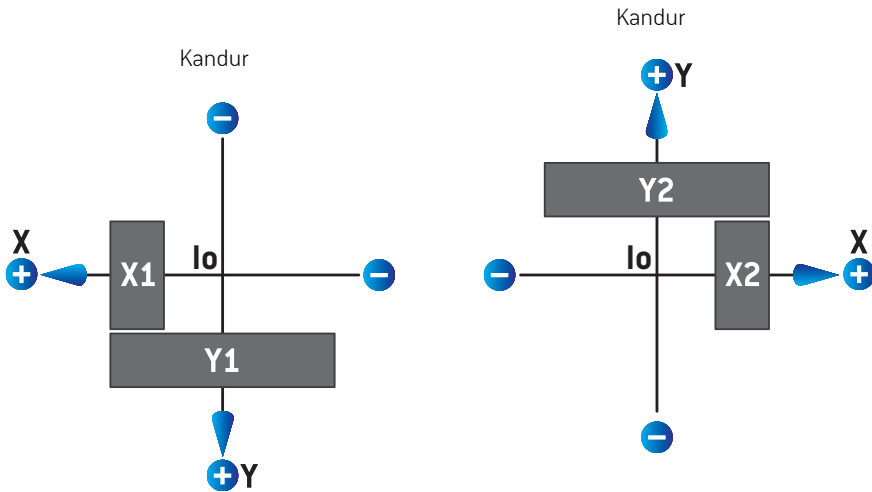 Kandur
−
X
+
X1
Io
−
Y1
+ Y
Kandur
+ Y
Y2
−
Io
X2
X
+
−